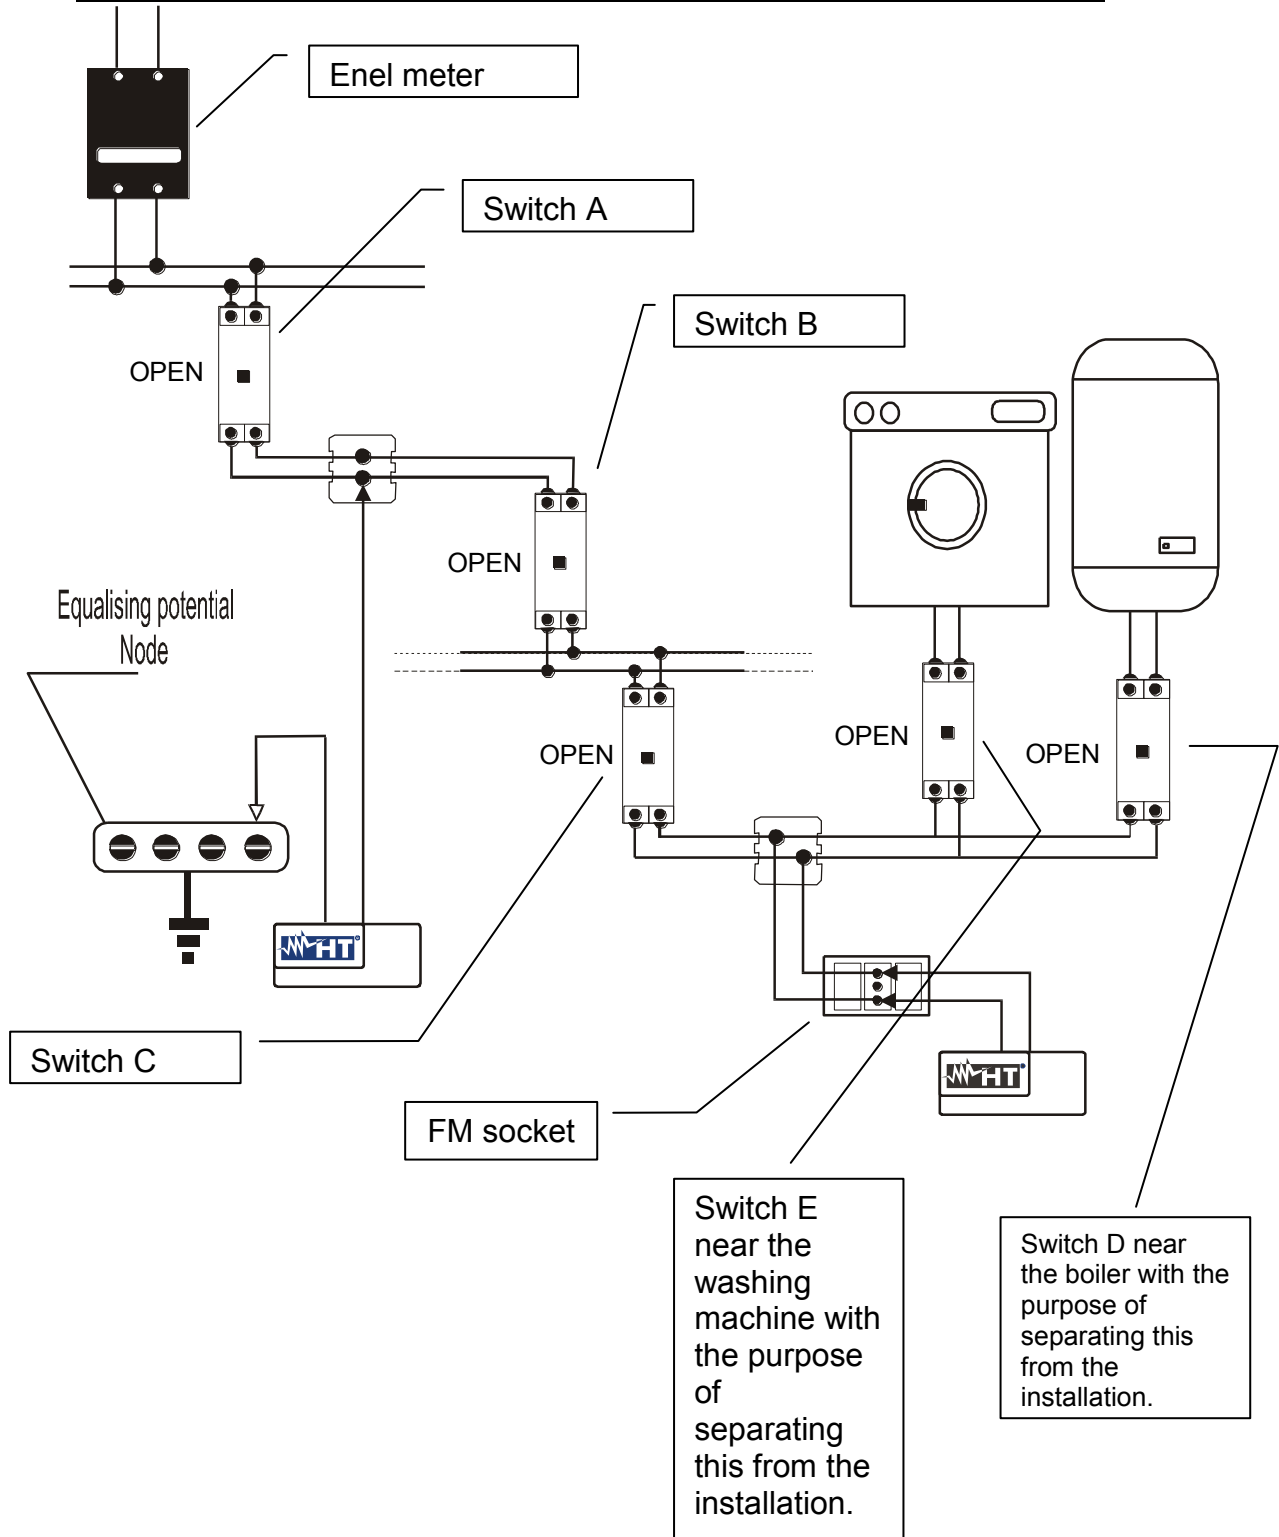 Enel meter
Switch A
Switch B
OPEN
OPEN
Equalising potential
Node
OPEN
OPEN
OPEN
HT
Switch C
HT
FM socket
Switch E
near the
washing
machine with
the purpose
of
separating
this from the
installation.
Switch D near
the boiler with the
purpose of
separating this
from the
installation.